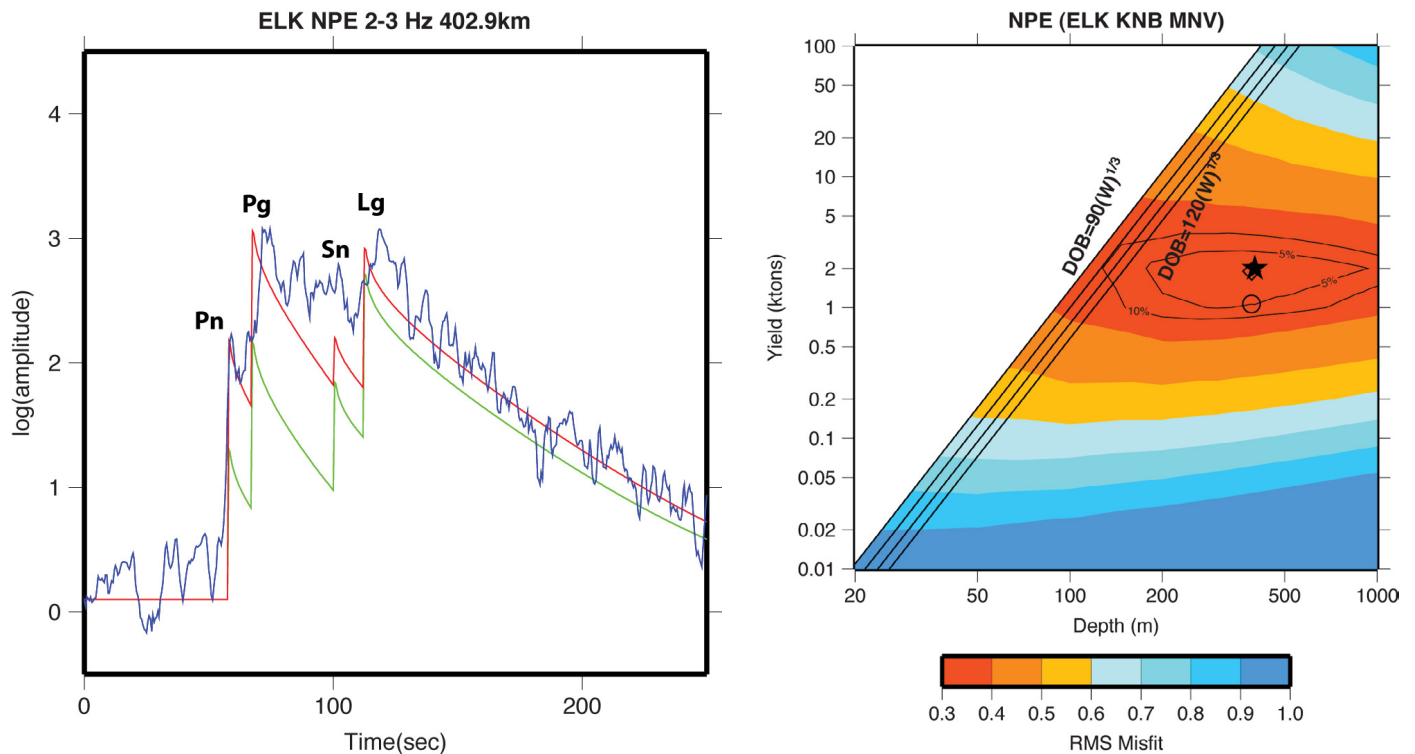 ELK NPE 2-3 Hz 402.9km
4
3
2
1
0
log(amplitude)
Pn
Pg
Sn
Lg
0
100
200
Time(sec)
NPE (ELK KNB MNV)
100
50
20
10
5
2
1
0.5
0.2
0.1
0.05
0.02
0.01
Yield (ktons)
DOB=90(W)1/3
DOB=120(W)1/3
5%
5%
10%
20
50
100
200
500
1000
Depth (m)
0.3
0.4
0.5
0.6
0.7
0.8
0.9
1.0
RMS Misfit